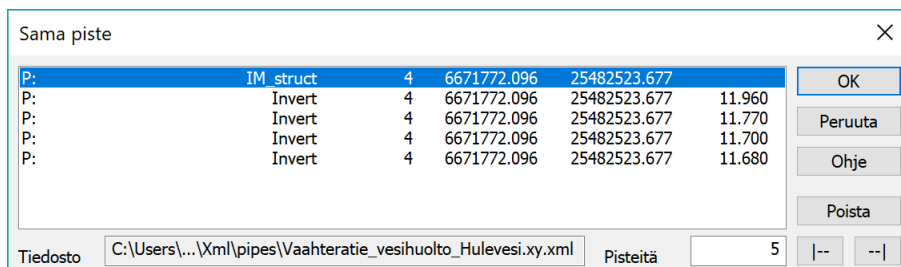 Sama piste
P: IM_struct 4 6671772.096 25482523.677
P: Invert 4 6671772.096 25482523.677 11.960
P: Invert 4 6671772.096 25482523.677 11.770
P: Invert 4 6671772.096 25482523.677 11.700
P: Invert 4 6671772.096 25482523.677 11.680
OK
Peruuta
Ohje
Poista
Tiedosto C:\Users\...\Xml\pipes\Vaahteratie_vesihuolto_Hulevesi.xy.xml Pisteitä 5 |-- --|